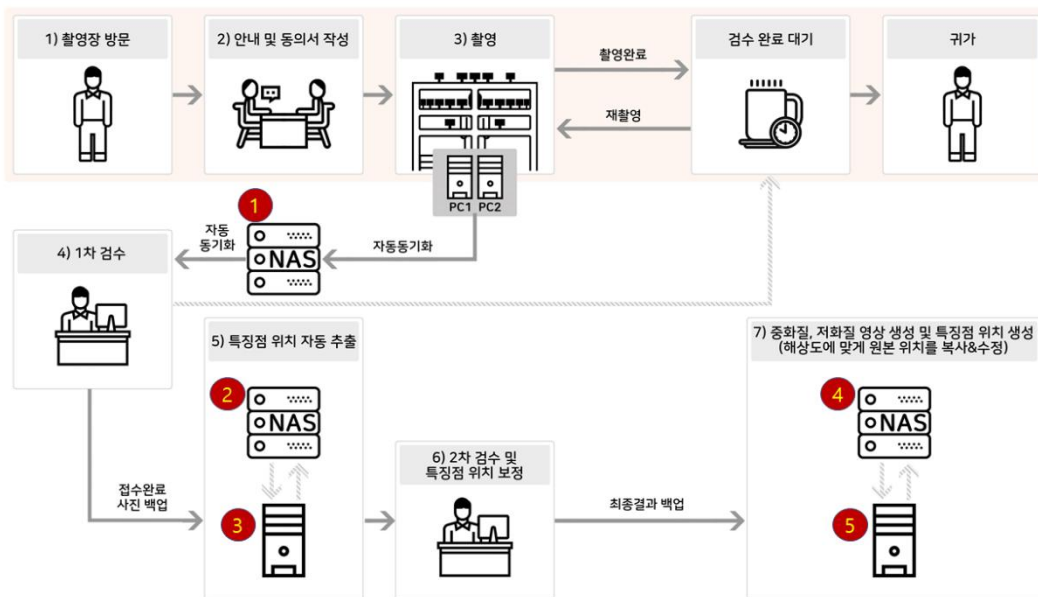 1) 촬영장 방문
2) 안내 및 동의서 작성
3) 촬영
촬영완료
재촬영
검수 완료 대기
귀가
PC1 PC2
1
자동
동기화
NAS
자동동기화
4) 1차 검수
5) 특징점 위치 자동 추출
2
NAS
3
접수완료
사진 백업
6) 2차 검수 및
특징점 위치 보정
최종결과 백업
7) 중화질, 저화질 영상 생성 및 특징점 위치 생성
(해상도에 맞게 원본 위치를 복사&수정)
4
NAS
5